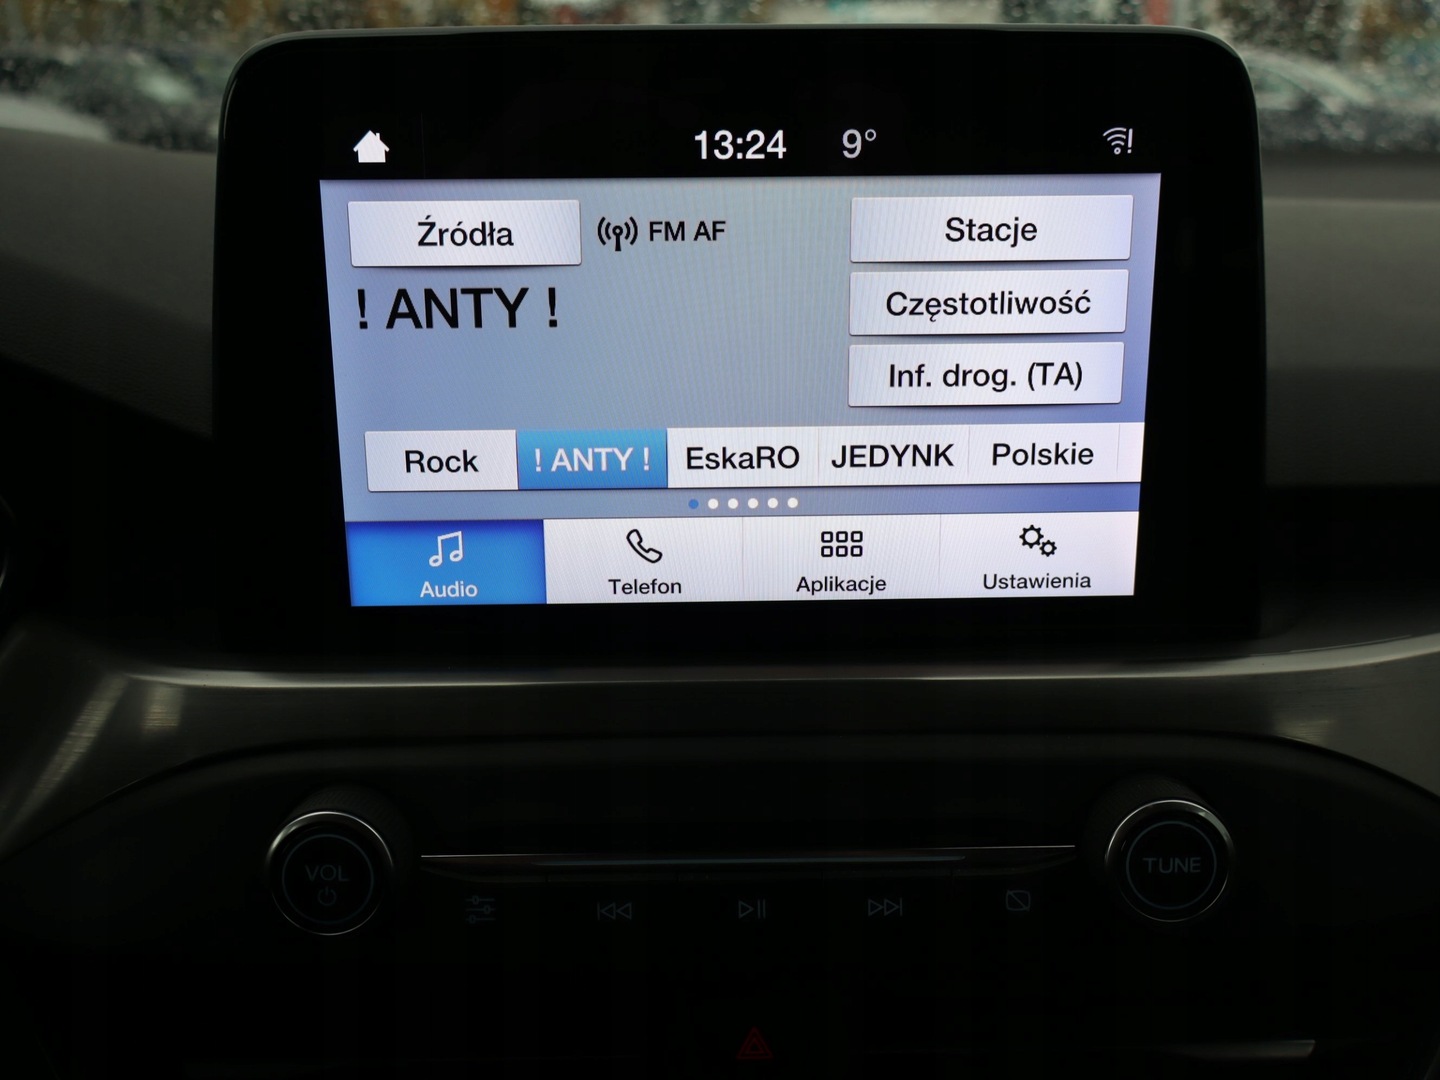 13:24 9°
Źródła FM AF Stacje
! ANTY ! Częstotliwość
Inf. drog. (TA)
Rock ! ANTY ! EskaRO JEDYNK Polskie
Audio Telefon Aplikacje Ustawienia
VOL TUNE